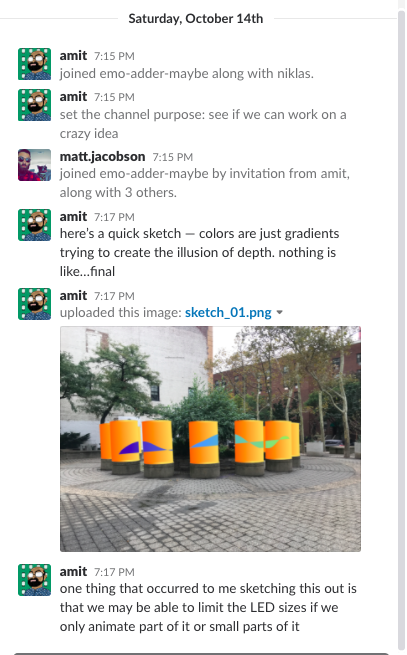 Saturday, October 14th
amit 7:15 PM
joined emo-adder-maybe along with niklas.
amit 7:15 PM
set the channel purpose: see if we can work on a
crazy idea
matt.jacobson 7:15 PM
joined emo-adder-maybe by invitation from amit,
along with 3 others.
amit 7:17 PM
here's a quick sketch — colors are just gradients
trying to create the illusion of depth. nothing is
like...final
amit 7:17 PM
uploaded this image: sketch_01.png
amit 7:17 PM
one thing that occurred to me sketching this out is
that we may be able to limit the LED sizes if we
only animate part of it or small parts of it